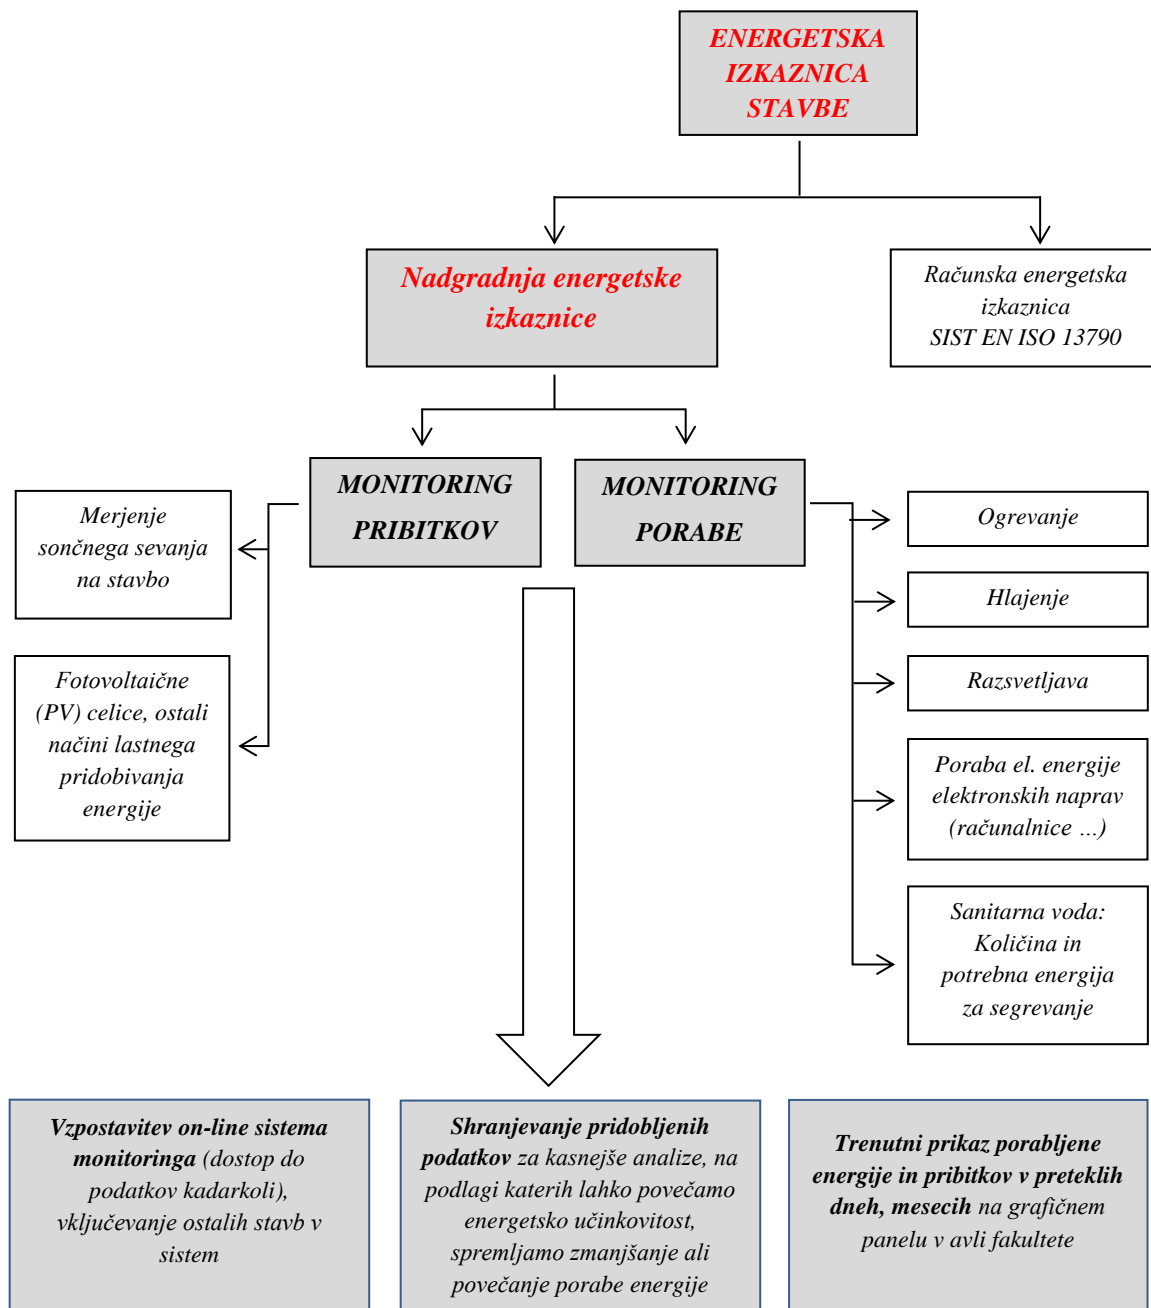 ENERGETSKA
IZKAZNICA
STAVBE
Nadgradnja energetske
izkaznice
Računska energetska
izkaznica
SIST EN ISO 13790
MONITORING
PRIBITKOV
MONITORING
PORABE
Merjenje
sončnega sevanja
na stavbo
Fotovoltaične
(PV) celice, ostali
načini lastnega
pridobivanja
energije
Ogrevanje
Hlajenje
Razsvetljava
Poraba el. energije
elektronskih naprav
(računalnice …)
Sanitarna voda:
Količina in
potrebna energija
za segrevanje
Vzpostavitev on-line sistema
monitoringa (dostop do
podatkov kadarkoli),
vključevanje ostalih stavb v
sistem
Shranjevanje pridobljenih
podatkov za kasnejše analize, na
podlagi katerih lahko povečamo
energetsko učinkovitost,
spremljamo zmanjšanje ali
povečanje porabe energije
Trenutni prikaz porabljene
energije in pribitkov v preteklih
dneh, mesecih na grafičnem
panelu v avli fakultete